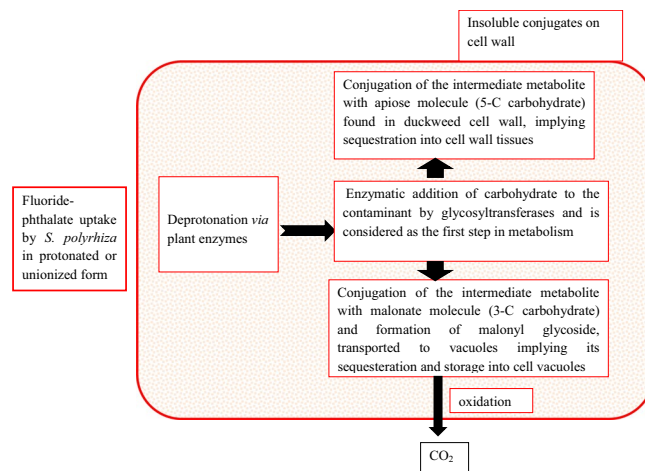 Insoluble conjugates on
cell wall
Conjugation of the intermediate metabolite
with apiose molecule (5-C carbohydrate)
found in duckweed cell wall, implying
sequestration into cell wall tissues
Fluoride-
phthalate uptake
by S. polyrhiza
in protonated or
unionized form
Deprotonation via
plant enzymes
Enzymatic addition of carbohydrate to the
contaminant by glycosyltransferases and is
considered as the first step in metabolism
Conjugation of the intermediate metabolite
with malonate molecule (3-C carbohydrate)
and formation of malonyl glycoside,
transported to vacuoles implying its
sequesteration and storage into cell vacuoles
oxidation
CO₂